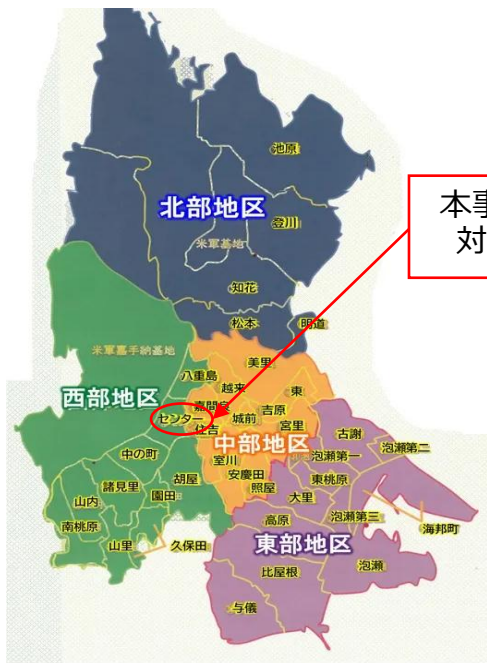 池原
北部地区
登川
米軍基地
本事
対
知花
松本
明道
米軍嘉手納基地
美里
八重島
越来
東
西部地区
嘉間良
センター
城前
吉原
住吉
宮里
古謝
中部地区
泡瀬第二
中の町
室川
泡瀬第一
諸見里
胡屋
安慶田
東桃原
山内
園田
照屋
大里
南桃原
高原
泡瀬第三
海邦町
山里
久保田
東部地区
比屋根
泡瀬
与儀